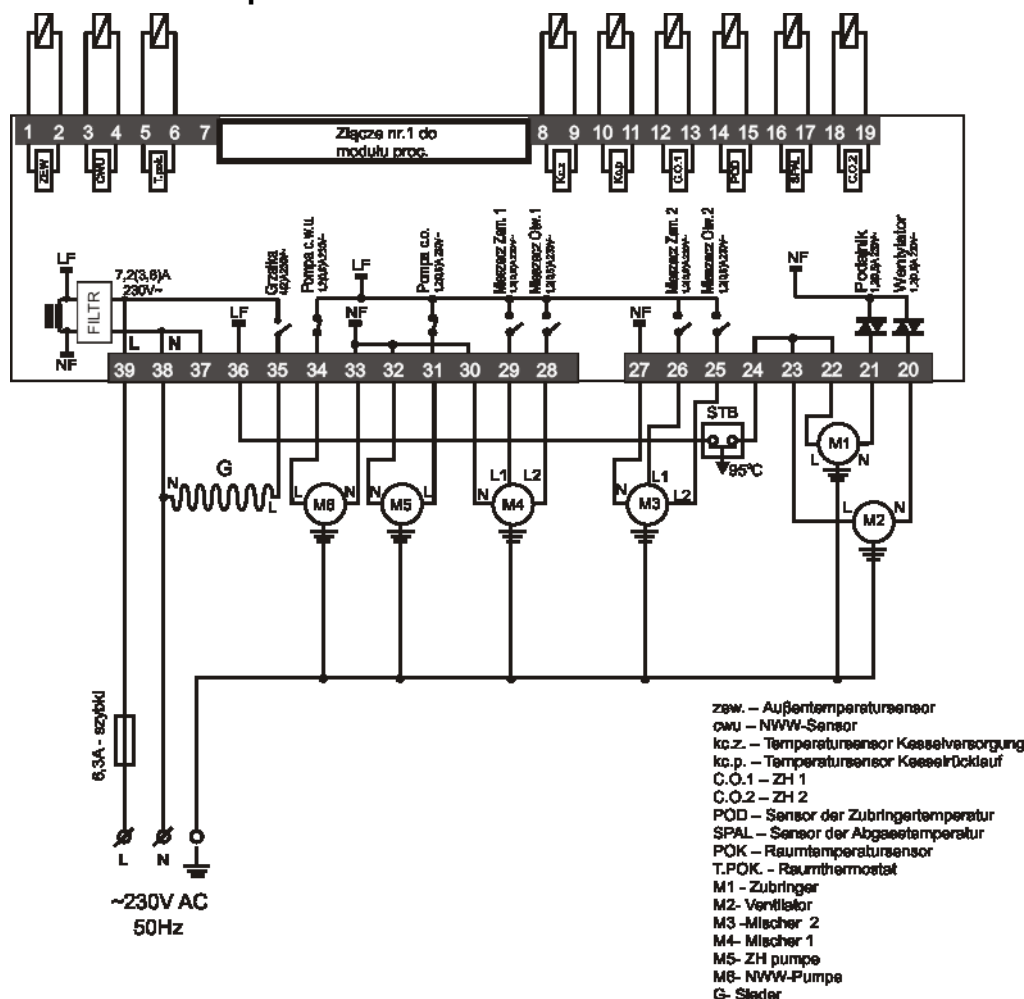 1 2 3 4 5 6 7
Złącze nr.1 do
modułu proc.
8 9 10 11 12 13 14 15 16 17 18 19
ZEW
CWU
T.pok.
Kc.z
Kc.p
C.O.1
POD
SPAL
C.O.2
LF
NF
FILTR
7,2(3,6)A
230V~
L N
LF
Grzałka
Pompa c.w.u.
LF
NF
Pompa c.o.
Mieszacz Zam. 1
Mieszacz Otw.1
NF
Mieszacz Zam. 2
Mieszacz Otw.2
NF
Podajnik
Wentylator
39 38 37 36 35 34 33 32 31 30 29 28
27 26 25 24 23 22 21 20
STB
95°C
G
N L
L M6 N
N M5 L
N L1 M4 L2
N L1 M3 L2
L M1 N
L M2 N
6,3A - szybki
L N
~230V AC
50Hz
zew. – Außentemperatursensor
cwu – NWW-Sensor
kc.z. – Temperatursensor Kesselversorgung
kc.p. – Temperatursensor Kesselrücklauf
C.O.1 – ZH 1
C.O.2 – ZH 2
POD – Sensor der Zubringertemperatur
SPAL – Sensor der Abgasetemperatur
POK – Raumtemperatursensor
T.POK. - Raumthermostat
M1 - Zubringer
M2- Ventilator
M3 -Mischer 2
M4- Mischer 1
M5- ZH pumpe
M6- NWW-Pumpe
G- Sieder